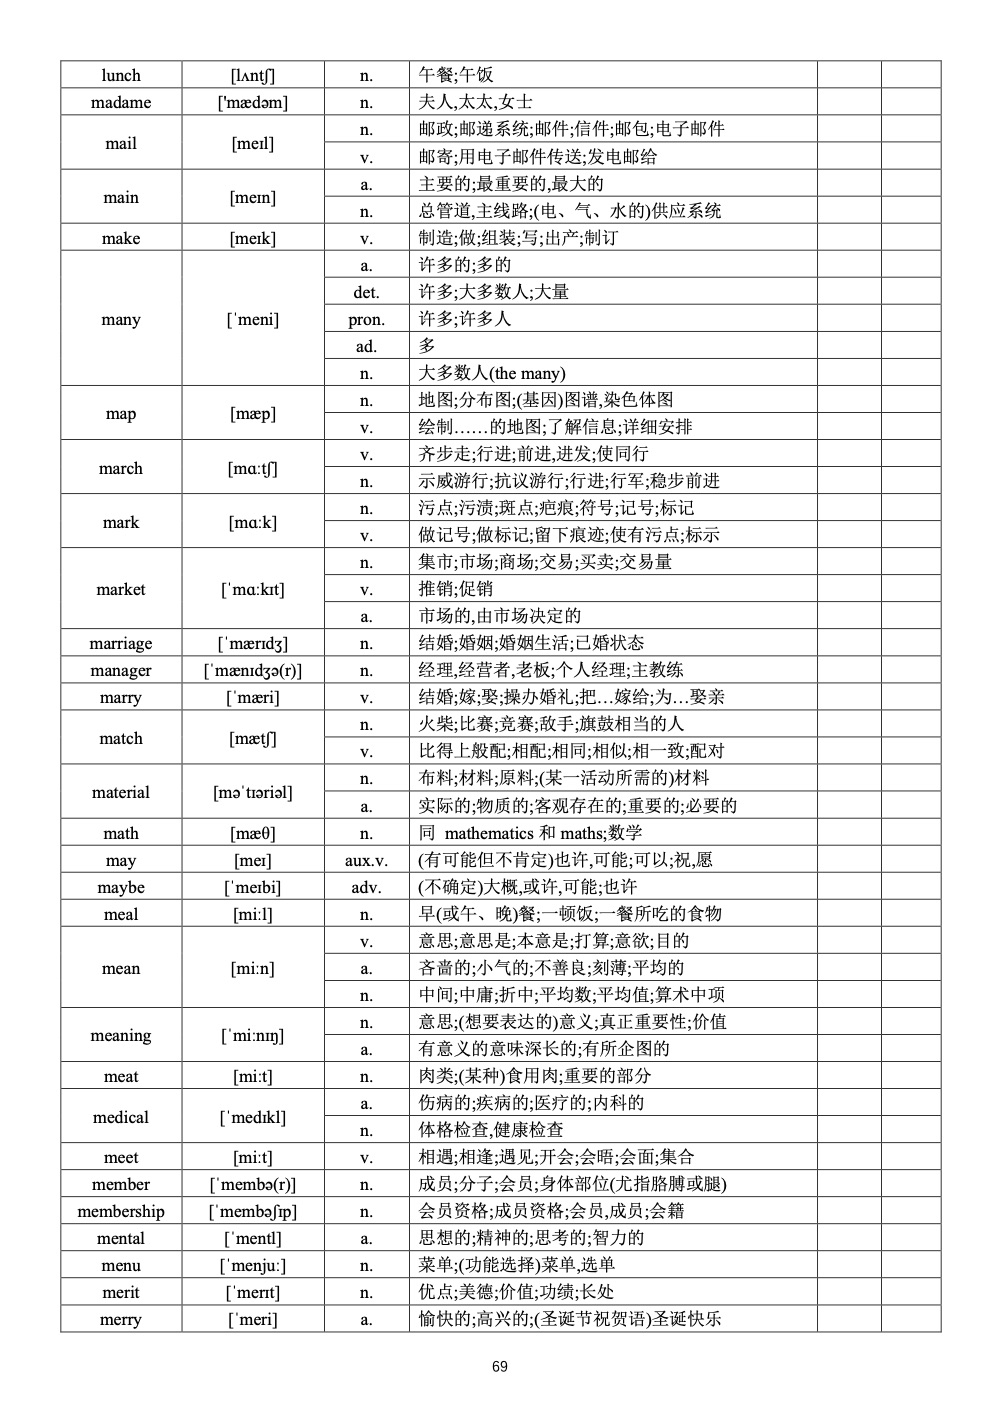 lunch [lʌntʃ] n. 午餐;午饭
madame ['mædəm] n. 夫人,太太,女士
mail [meɪl] n. 邮政;邮递系统;邮件;信件;邮包;电子邮件
v. 邮寄;用电子邮件传送;发电邮给
main [meɪn] a. 主要的;最重要的,最大的
n. 总管道,主线路;(电、气、水的)供应系统
make [meɪk] v. 制造;做;组装;写;出产;制订
many [ˈmeni] a. 许多的;多的
det. 许多;大多数人;大量
pron. 许多;许多人
ad. 多
n. 大多数人(the many)
map [mæp] n. 地图;分布图;(基因)图谱,染色体图
v. 绘制……的地图;了解信息;详细安排
march [mɑːtʃ] v. 齐步走;行进;前进,进发;使同行
n. 示威游行;抗议游行;行进;行军;稳步前进
mark [mɑːk] n. 污点;污渍;斑点;疤痕;符号;记号;标记
v. 做记号;做标记;留下痕迹;使有污点;标示
market [ˈmɑːkɪt] n. 集市;市场;商场;交易;买卖;交易量
v. 推销;促销
a. 市场的,由市场决定的
marriage [ˈmærɪdʒ] n. 结婚;婚姻;婚姻生活;已婚状态
manager [ˈmænɪdʒə(r)] n. 经理,经营者,老板;个人经理;主教练
marry [ˈmæri] v. 结婚;嫁;娶;操办婚礼;把…嫁给;为…娶亲
match [mætʃ] n. 火柴;比赛;竞赛;敌手;旗鼓相当的人
v. 比得上般配;相配;相同;相似;相一致;配对
material [məˈtɪəriəl] n. 布料;材料;原料;(某一活动所需的)材料
a. 实际的;物质的;客观存在的;重要的;必要的
math [mæθ] n. 同 mathematics 和 maths;数学
may [meɪ] aux.v. (有可能但不肯定)也许,可能;可以;祝,愿
maybe [ˈmeɪbi] adv. (不确定)大概,或许,可能;也许
meal [miːl] n. 早(或午、晚)餐;一顿饭;一餐所吃的食物
mean [miːn] v. 意思;意思是;本意是;打算;意欲;目的
a. 吝啬的;小气的;不善良;刻薄;平均的
n. 中间;中庸;折中;平均数;平均值;算术中项
meaning [ˈmiːnɪŋ] n. 意思;(想要表达的)意义;真正重要性;价值
a. 有意义的意味深长的;有所企图的
meat [miːt] n. 肉类;(某种)食用肉;重要的部分
medical [ˈmedɪkl] a. 伤病的;疾病的;医疗的;内科的
n. 体格检查,健康检查
meet [miːt] v. 相遇;相逢;遇见;开会;会晤;会面;集合
member [ˈmembə(r)] n. 成员;分子;会员;身体部位(尤指胳膊或腿)
membership [ˈmembəʃɪp] n. 会员资格;成员资格;会员,成员;会籍
mental [ˈmentl] a. 思想的;精神的;思考的;智力的
menu [ˈmenjuː] n. 菜单;(功能选择)菜单,选单
merit [ˈmerɪt] n. 优点;美德;价值;功绩;长处
merry [ˈmeri] a. 愉快的;高兴的;(圣诞节祝贺语)圣诞快乐
69